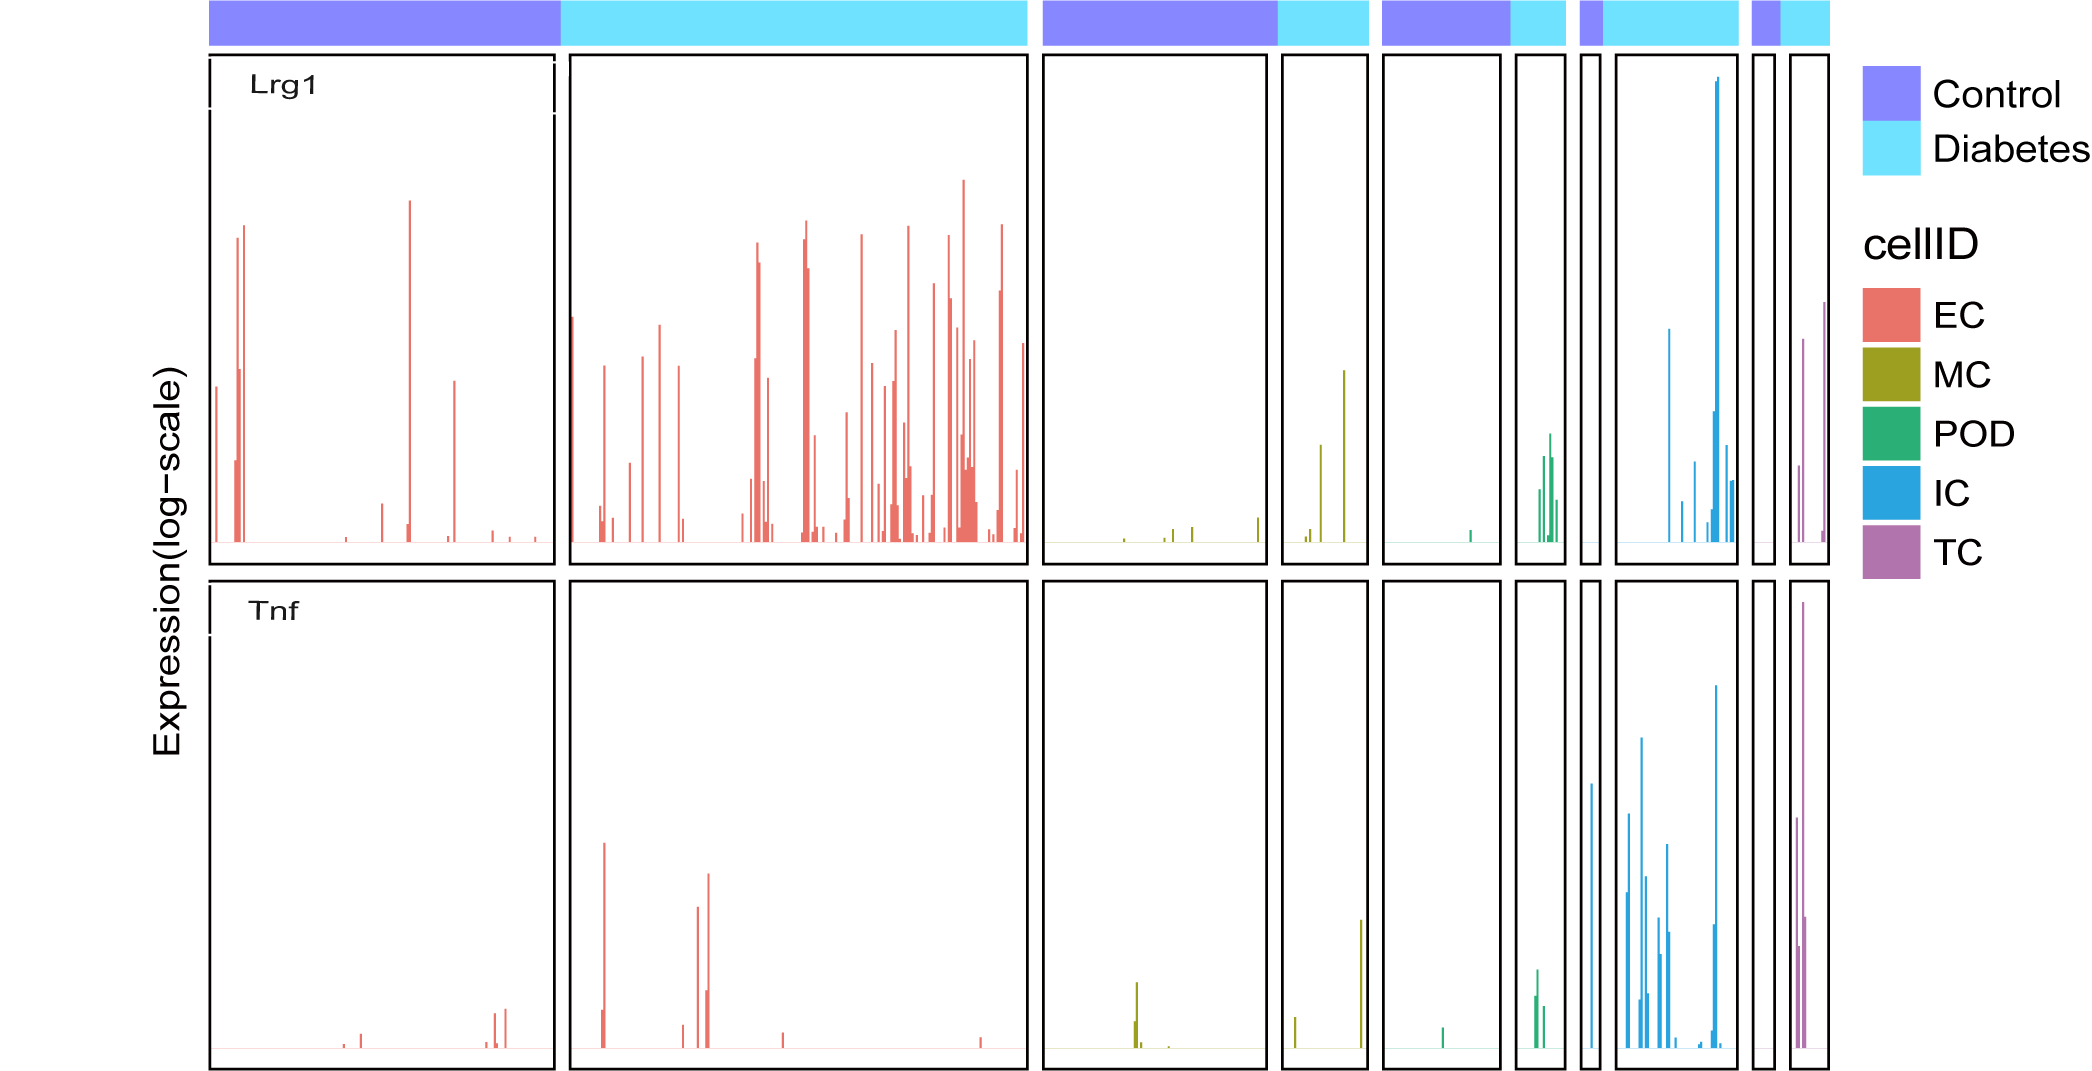 Lrg1
Tnf
Expression(log−scale)
Control
Diabetes
cellID
EC
MC
POD
IC
TC